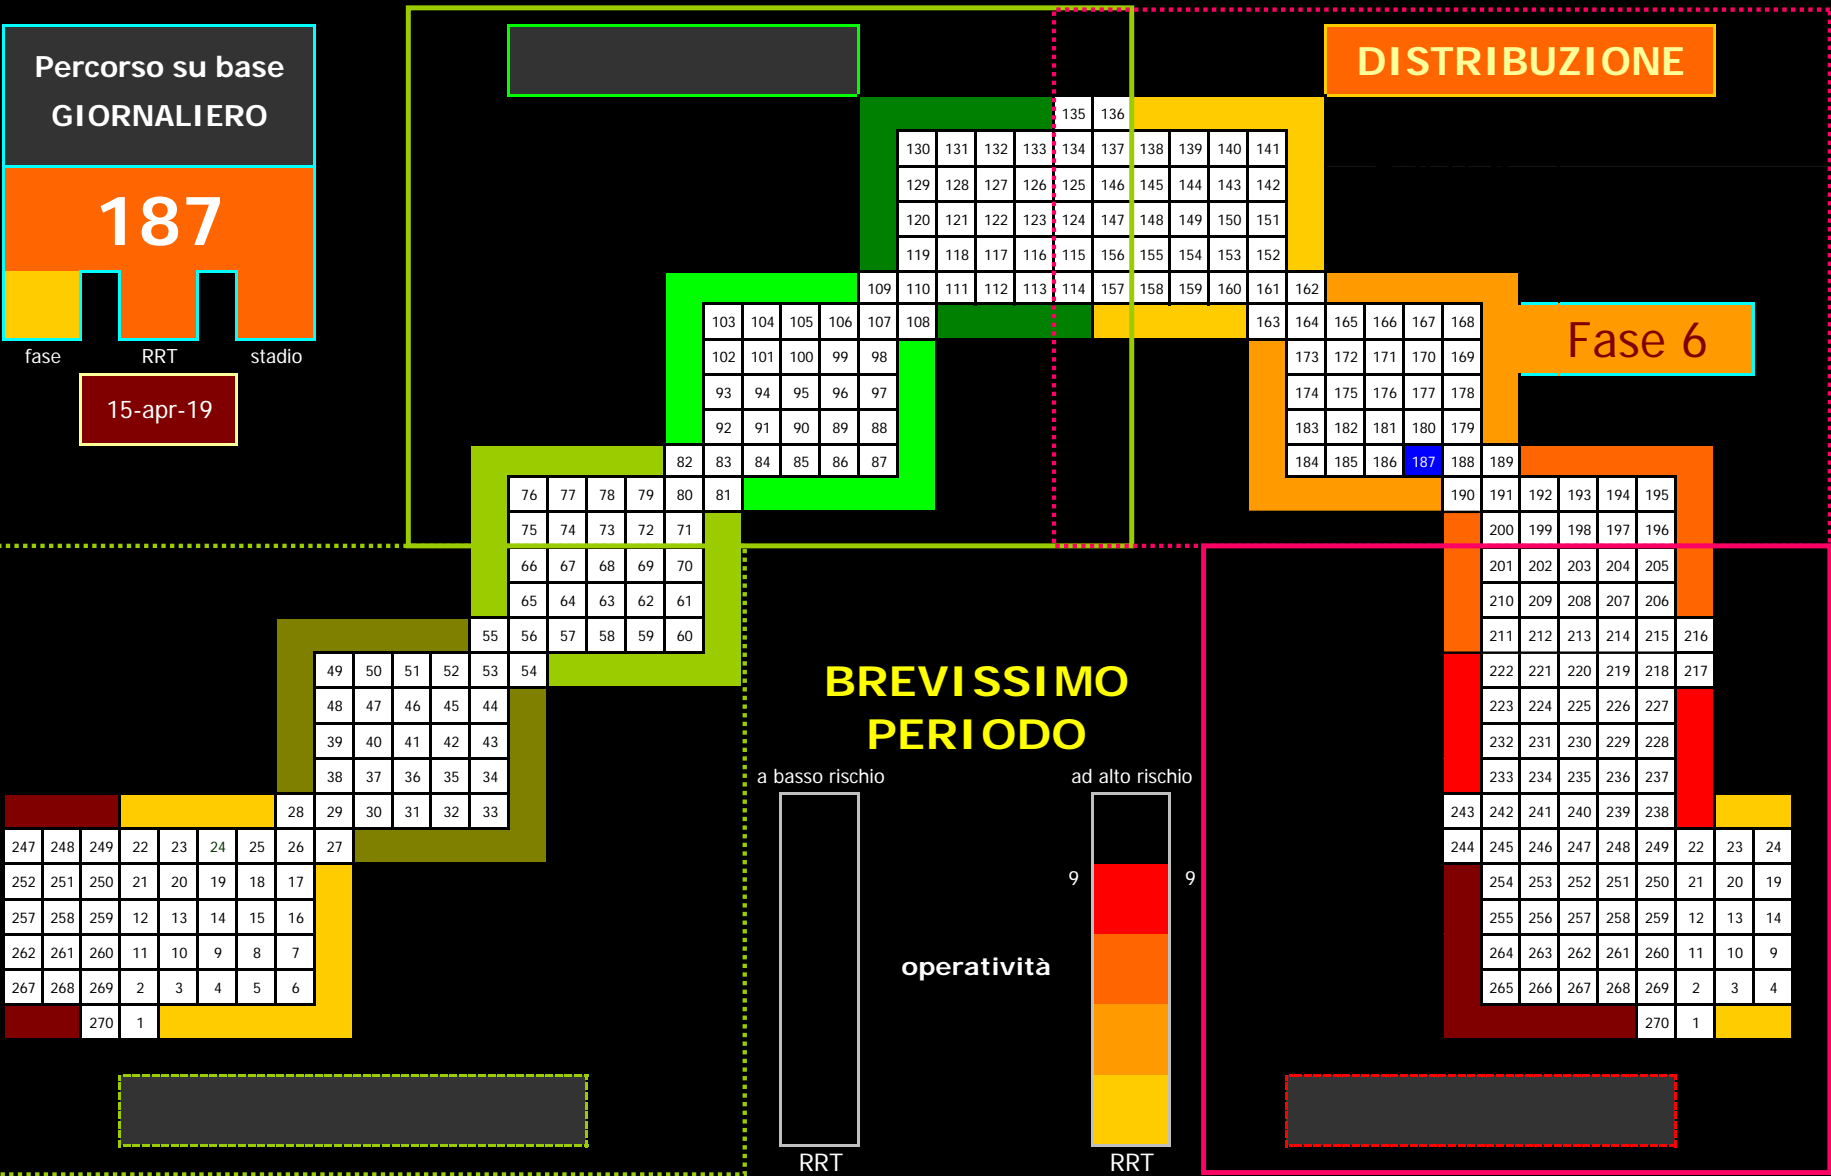 Percorso su base
GIORNALIERO
DISTRIBUZIONE
135 136
130 131 132 133 134 137 138 139 140 141
129 128 127 126 125 146 145 144 143 142
187
120 121 122 123 124 147 148 149 150 151
119 118 117 116 115 156 155 154 153 152
109 110 111 112 113 114 157 158 159 160 161 162
103 104 105 106 107 108 163 164 165 166 167 168
Fase 6
fase RRT stadio
102 101 100 99 98 173 172 171 170 169
93 94 95 96 97 174 175 176 177 178
15-apr-19
92 91 90 89 88 183 182 181 180 179
82 83 84 85 86 87 184 185 186 187 188 189
76 77 78 79 80 81 190 191 192 193 194 195
75 74 73 72 71 200 199 198 197 196
66 67 68 69 70 201 202 203 204 205
65 64 63 62 61 210 209 208 207 206
55 56 57 58 59 60 211 212 213 214 215 216
49 50 51 52 53 54 222 221 220 219 218 217
BREVISSIMO
PERIODO
48 47 46 45 44 223 224 225 226 227
39 40 41 42 43 232 231 230 229 228
38 37 36 35 34 233 234 235 236 237
a basso rischio ad alto rischio
28 29 30 31 32 33 243 242 241 240 239 238
247 248 249 22 23 24 25 26 27 244 245 246 247 248 249 22 23 24
252 251 250 21 20 19 18 17 254 253 252 251 250 21 20 19
9 9
257 258 259 12 13 14 15 16 255 256 257 258 259 12 13 14
262 261 260 11 10 9 8 7 264 263 262 261 260 11 10 9
operatività
267 268 269 2 3 4 5 6 265 266 267 268 269 2 3 4
270 1 270 1
RRT RRT